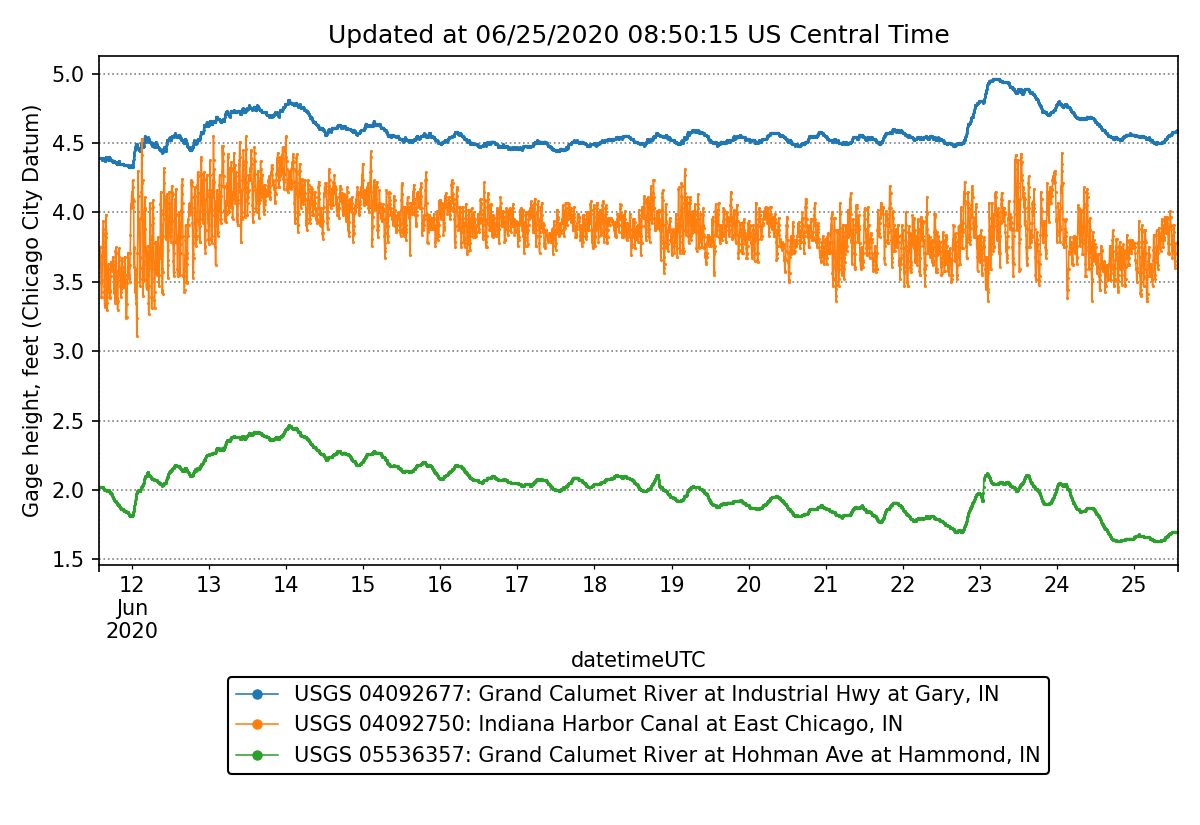 Updated at 06/25/2020 08:50:15 US Central Time
Gage height, feet (Chicago City Datum)
5.0
4.5
4.0
3.5
3.0
2.5
2.0
1.5
12 13 14 15 16 17 18 19 20 21 22 23 24 25
Jun
2020
datetimeUTC
USGS 04092677: Grand Calumet River at Industrial Hwy at Gary, IN
USGS 04092750: Indiana Harbor Canal at East Chicago, IN
USGS 05536357: Grand Calumet River at Hohman Ave at Hammond, IN